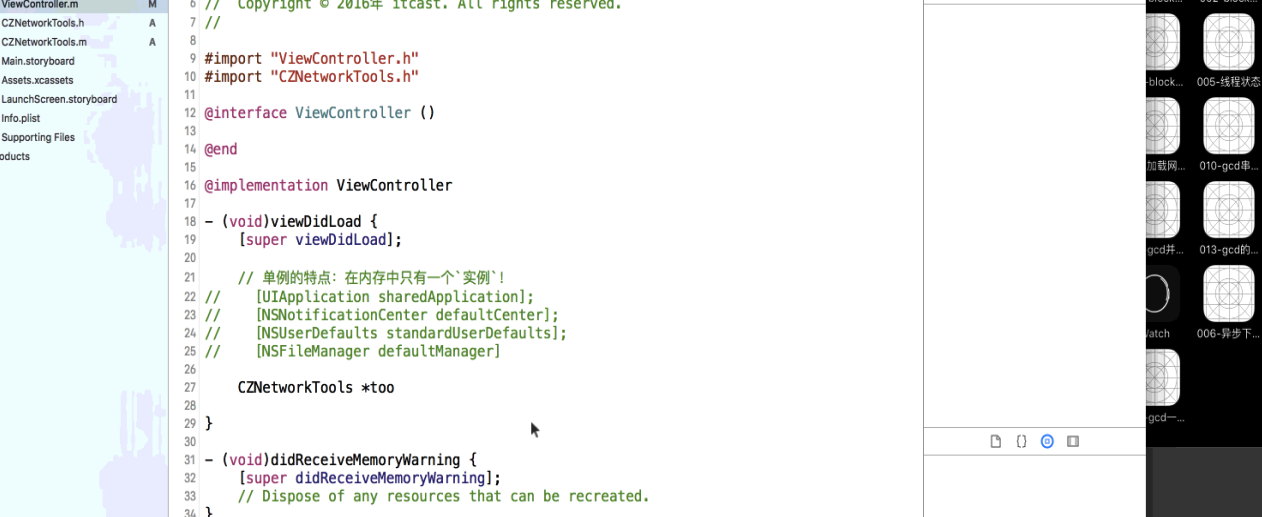 ViewController.m M
CZNetworkTools.h A
CZNetworkTools.m A
Main.storyboard
Assets.xcassets
LaunchScreen.storyboard
Info.plist
Supporting Files
oducts
6 //  Copyright © 2016年 itcast. All rights reserved.
7 //
8
9 #import "ViewController.h"
10 #import "CZNetworkTools.h"
11
12 @interface ViewController ()
13
14 @end
15
16 @implementation ViewController
17
18 - (void)viewDidLoad {
19     [super viewDidLoad];
20
21     // 单例的特点：在内存中只有一个`实例`！
22 //    [UIApplication sharedApplication];
23 //    [NSNotificationCenter defaultCenter];
24 //    [NSUserDefaults standardUserDefaults];
25 //    [NSFileManager defaultManager]
26
27     CZNetworkTools *too
28
29 }
30
31 - (void)didReceiveMemoryWarning {
32     [super didReceiveMemoryWarning];
33     // Dispose of any resources that can be recreated.
34 }
-block... 005-线程状态
加载网... 010-gcd串...
gcd并... 013-gcd的...
Watch 006-异步下...
-gcd一...